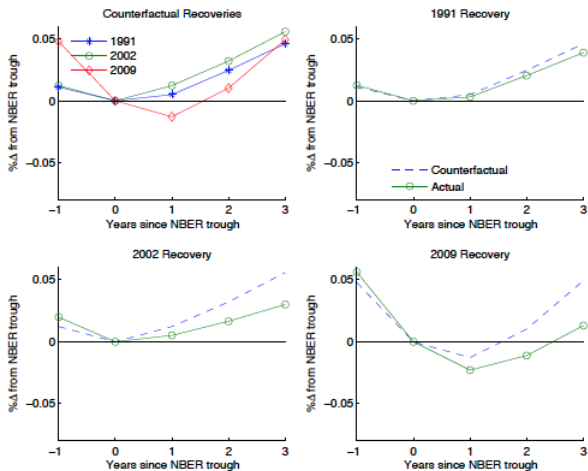 Counterfactual Recoveries
0.05
0
−0.05
%Δ from NBER trough
1991
2002
2009
−1 0 1 2 3
Years since NBER trough
1991 Recovery
0.05
0
−0.05
%Δ from NBER trough
Counterfactual
Actual
−1 0 1 2 3
Years since NBER trough
2002 Recovery
0.05
0
−0.05
%Δ from NBER trough
−1 0 1 2 3
Years since NBER trough
2009 Recovery
0.05
0
−0.05
%Δ from NBER trough
−1 0 1 2 3
Years since NBER trough